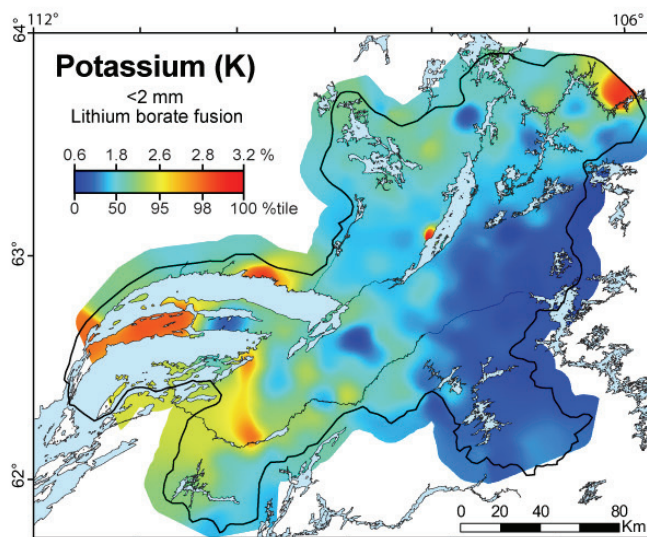 112°
106°
64°
Potassium (K)
<2 mm
Lithium borate fusion
0.6 1.8 2.6 2.8 3.2 %
0 50 95 98 100 %tile
63°
62°
0 20 40 60 80
Km